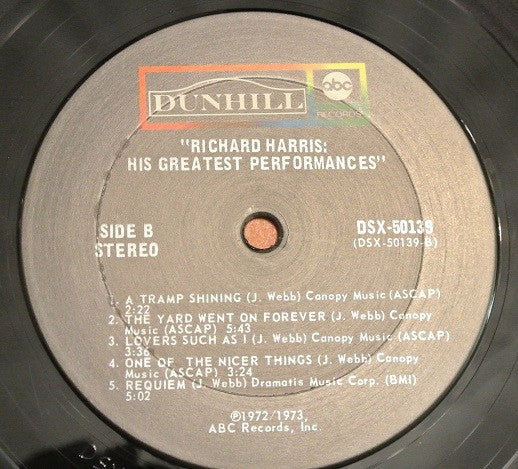 DUNHILL
abc
RECORDS
"RICHARD HARRIS:
HIS GREATEST PERFORMANCES"
SIDE B
STEREO
DSX-50139
(DSX-50139-B)
1. A TRAMP SHINING (J. Webb) Canopy Music (ASCAP)
2:22
2. THE YARD WENT ON FOREVER (J. Webb) Canopy
Music (ASCAP) 5:43
3. LOVERS SUCH AS I (J. Webb) Canopy Music (ASCAP)
3:36
4. ONE OF THE NICER THINGS (J. Webb) Canopy
Music (ASCAP) 3:24
5. REQUIEM (J. Webb) Dramatis Music Corp. (BMI)
5:02
℗1972/1973,
ABC Records, Inc.